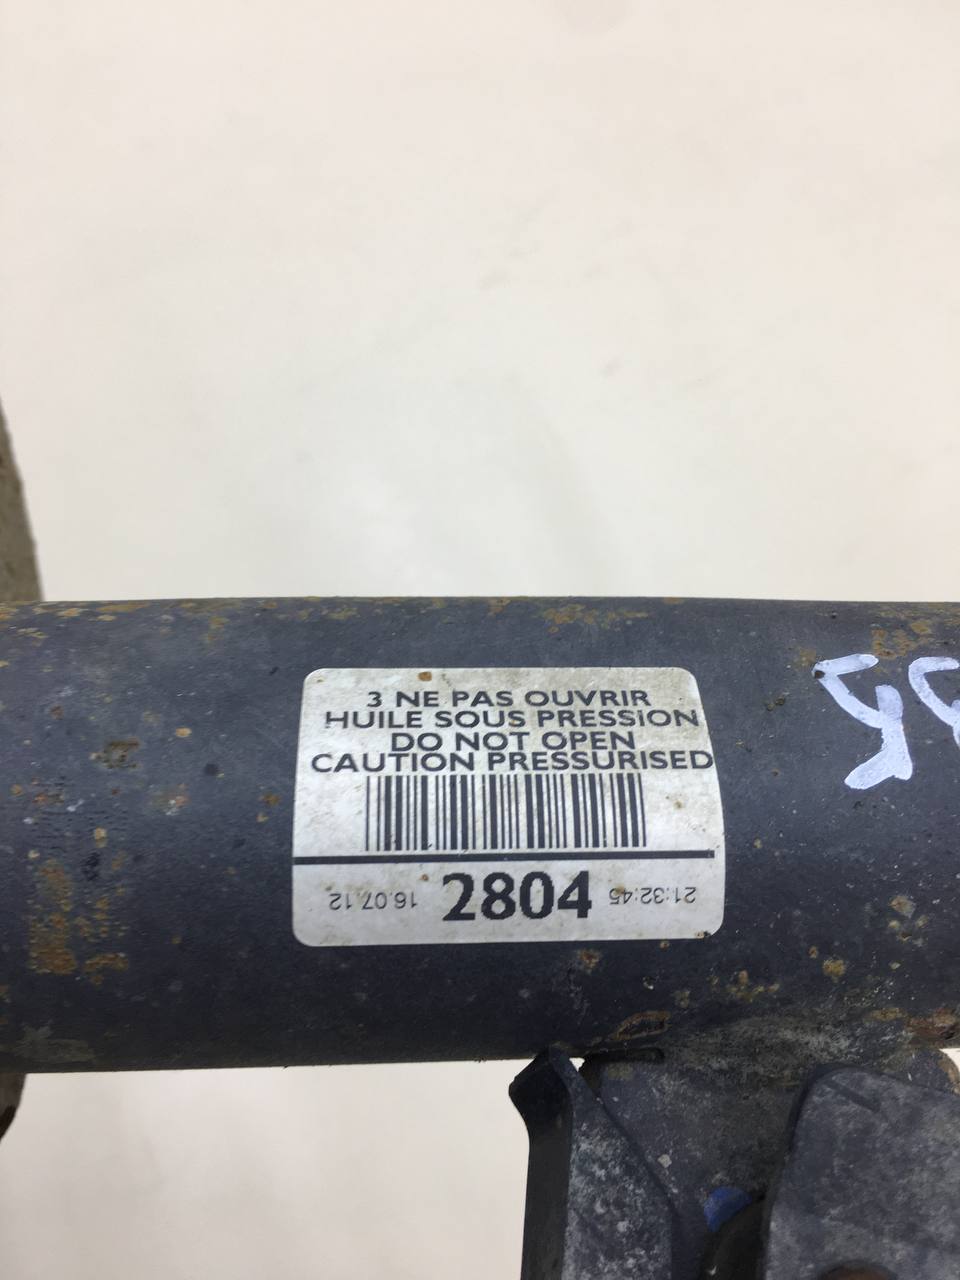 3 NE PAS OUVRIR
HUILE SOUS PRESSION
DO NOT OPEN
CAUTION PRESSURISED
16.07.12 2804 21:32:45